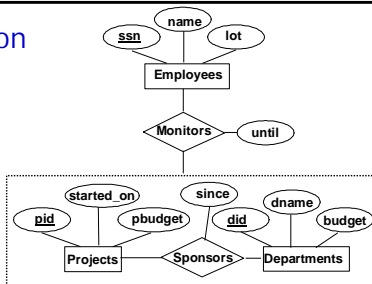 on
name
ssn
lot
Employees
Monitors
until
started_on
since
dname
pid
pbudget
did
budget
Projects
Sponsors
Departments